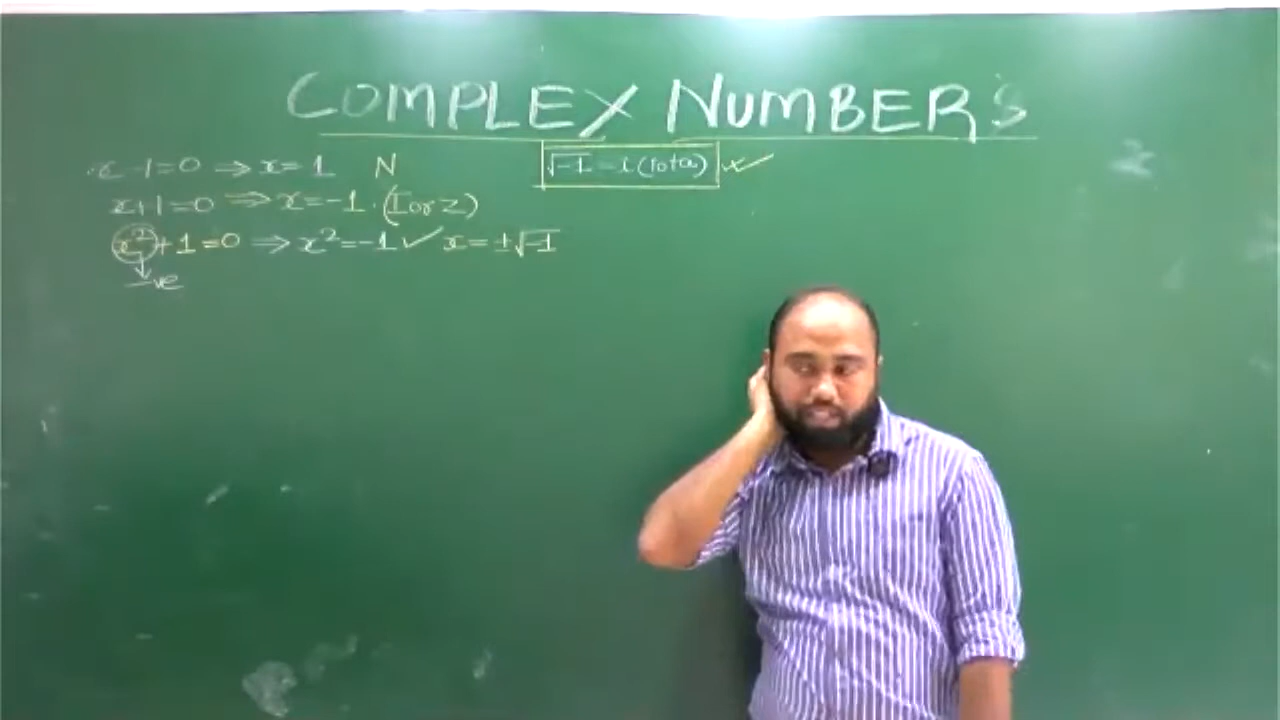 COMPLEX NUMBERS
x-1=0 ⇒ x=1 N
√-1 = i (iota) ✓
x+1=0 ⇒ x=-1. (I or Z)
x²+1=0 ⇒ x²=-1 ✓ x=±√-1
↓
-ve